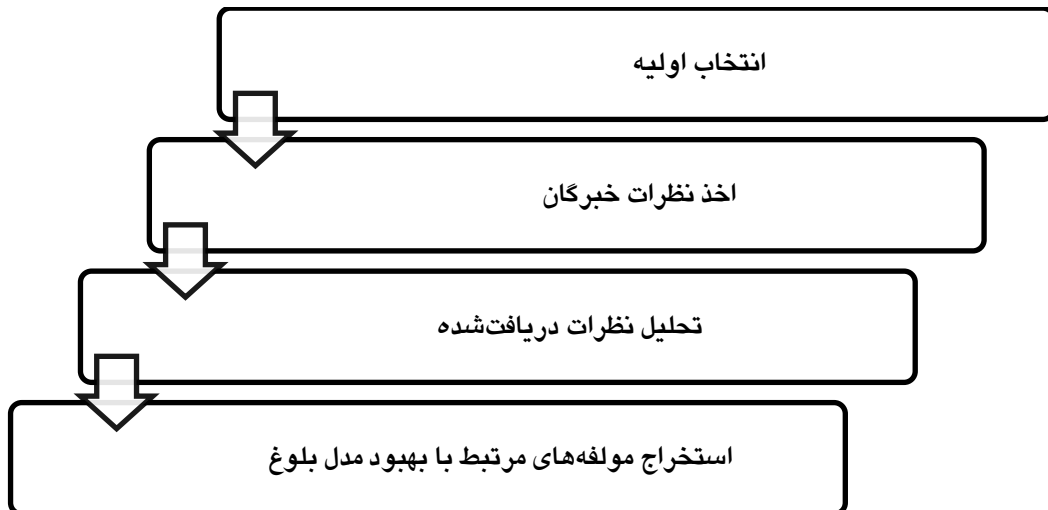 انتخاب اولیه
اخذ نظرات خبرگان
تحلیل نظرات دریافت‌شده
استخراج مولفه‌های مرتبط با بهبود مدل بلوغ